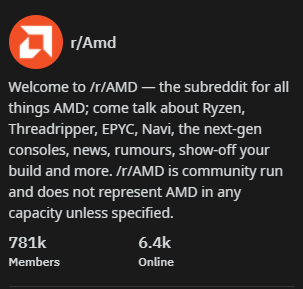 r/Amd
Welcome to /r/AMD — the subreddit for all
things AMD; come talk about Ryzen,
Threadripper, EPYC, Navi, the next-gen
consoles, news, rumours, show-off your
build and more. /r/AMD is community run
and does not represent AMD in any
capacity unless specified.
781k 6.4k
Members Online